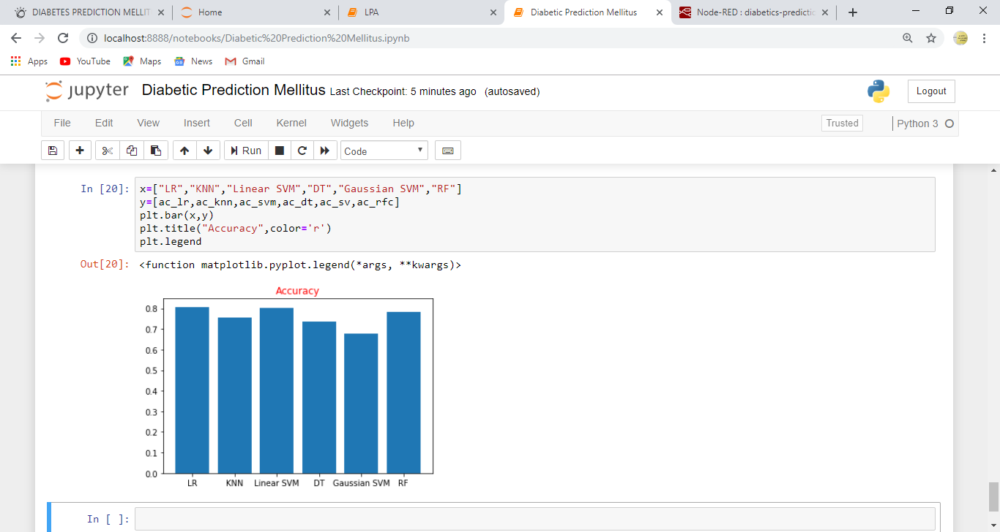 DIABETES PREDICTION MELLIT
Home
LPA
Diabetic Prediction Mellitus
Node-RED : diabetics-predictic
localhost:8888/notebooks/Diabetic%20Prediction%20Mellitus.ipynb
Apps YouTube Maps News Gmail
jupyter Diabetic Prediction Mellitus Last Checkpoint: 5 minutes ago (autosaved)
Logout
File Edit View Insert Cell Kernel Widgets Help
Trusted Python 3
Run Code
In [20]: x=["LR","KNN","Linear SVM","DT","Gaussian SVM","RF"]
y=[ac_lr,ac_knn,ac_svm,ac_dt,ac_sv,ac_rfc]
plt.bar(x,y)
plt.title("Accuracy",color='r')
plt.legend
Out[20]: <function matplotlib.pyplot.legend(*args, **kwargs)>
Accuracy
0.8
0.7
0.6
0.5
0.4
0.3
0.2
0.1
0.0
LR KNN Linear SVM DT Gaussian SVM RF
In [ ]: